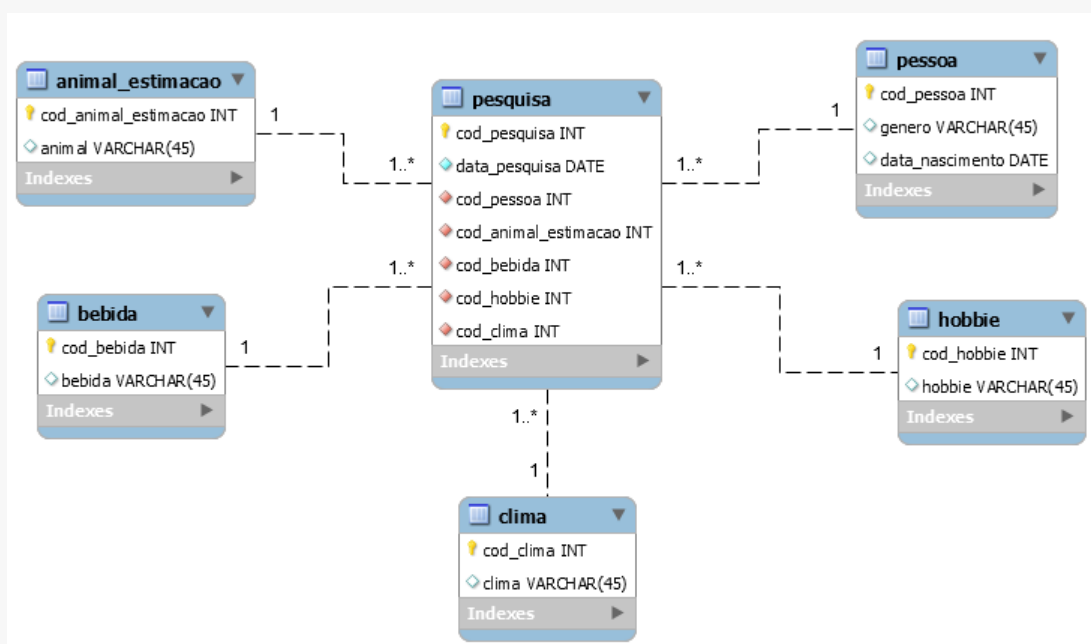 animal_estimacao
cod_animal_estimacao INT
animal VARCHAR(45)
Indexes
1
1..*
pesquisa
cod_pesquisa INT
data_pesquisa DATE
cod_pessoa INT
cod_animal_estimacao INT
cod_bebida INT
cod_hobbie INT
cod_clima INT
Indexes
pessoa
cod_pessoa INT
genero VARCHAR(45)
data_nascimento DATE
Indexes
1
1..*
bebida
cod_bebida INT
bebida VARCHAR(45)
Indexes
1
1..*
hobbie
cod_hobbie INT
hobbie VARCHAR(45)
Indexes
1
1..*
1..*
1
clima
cod_clima INT
clima VARCHAR(45)
Indexes